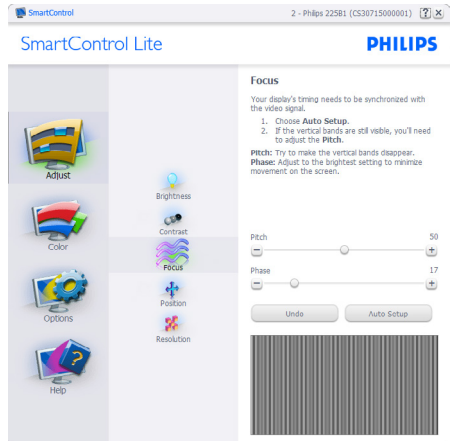 SmartControl
2 - Philips 225B1 (CS30715000001)
?
SmartControl Lite
PHILIPS
Adjust
Color
Options
Help
Brightness
Contrast
Focus
Position
Resolution
Focus
Your display's timing needs to be synchronized with
the video signal.
1. Choose Auto Setup.
2. If the vertical bands are still visible, you'll need
to adjust the Pitch.
Pitch: Try to make the vertical bands disappear.
Phase: Adjust to the brightest setting to minimize
movement on the screen.
Pitch 50
Phase 17
Undo Auto Setup